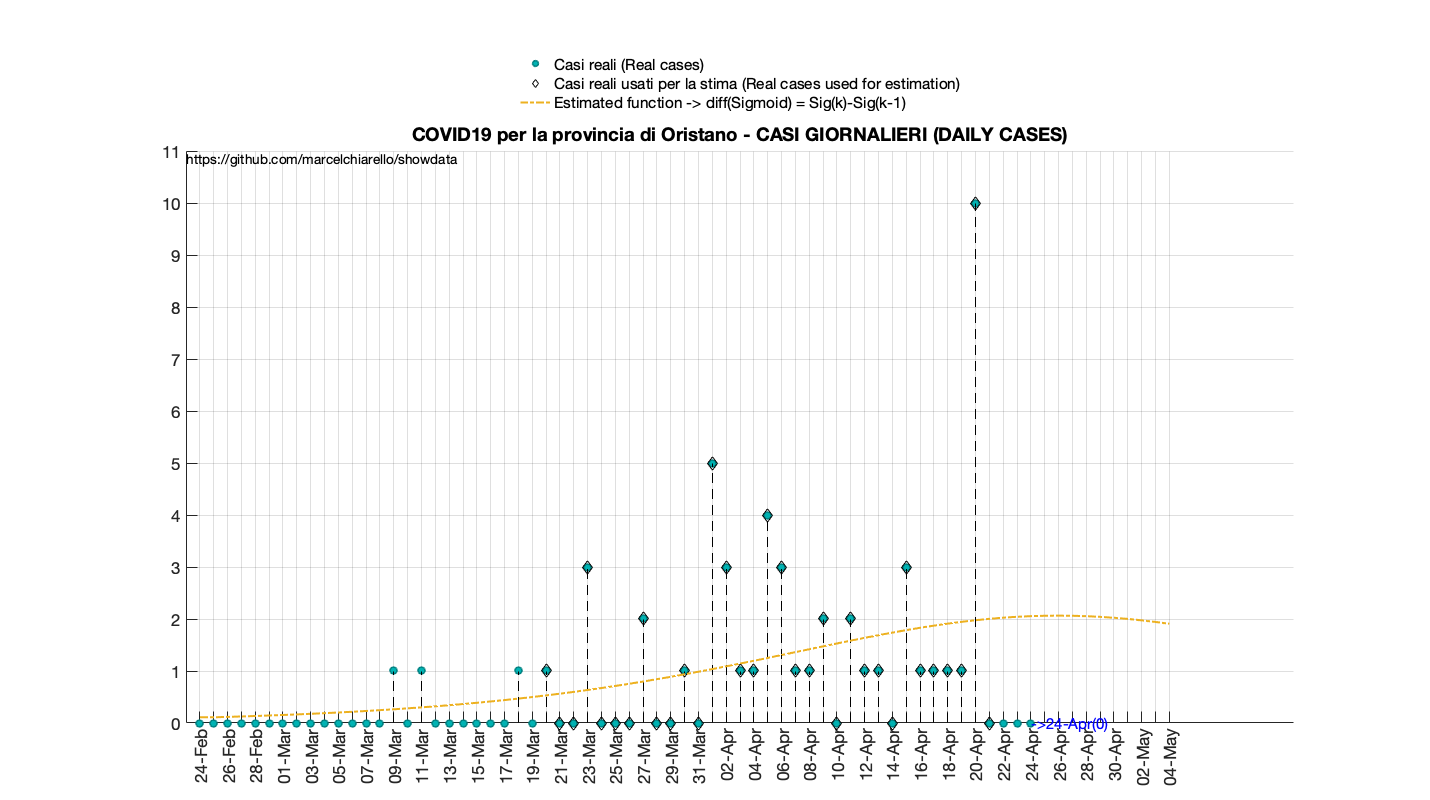 Casi reali (Real cases)
Casi reali usati per la stima (Real cases used for estimation)
Estimated function -> diff(Sigmoid) = Sig(k)-Sig(k-1)
COVID19 per la provincia di Oristano - CASI GIORNALIERI (DAILY CASES)
https://github.com/marcelchiarello/showdata
11
10
9
8
7
6
5
4
3
2
1
0
->24-Apr(0)
24-Feb
26-Feb
28-Feb
01-Mar
03-Mar
05-Mar
07-Mar
09-Mar
11-Mar
13-Mar
15-Mar
17-Mar
19-Mar
21-Mar
23-Mar
25-Mar
27-Mar
29-Mar
31-Mar
02-Apr
04-Apr
06-Apr
08-Apr
10-Apr
12-Apr
14-Apr
16-Apr
18-Apr
20-Apr
22-Apr
24-Apr
26-Apr
28-Apr
30-Apr
02-May
04-May